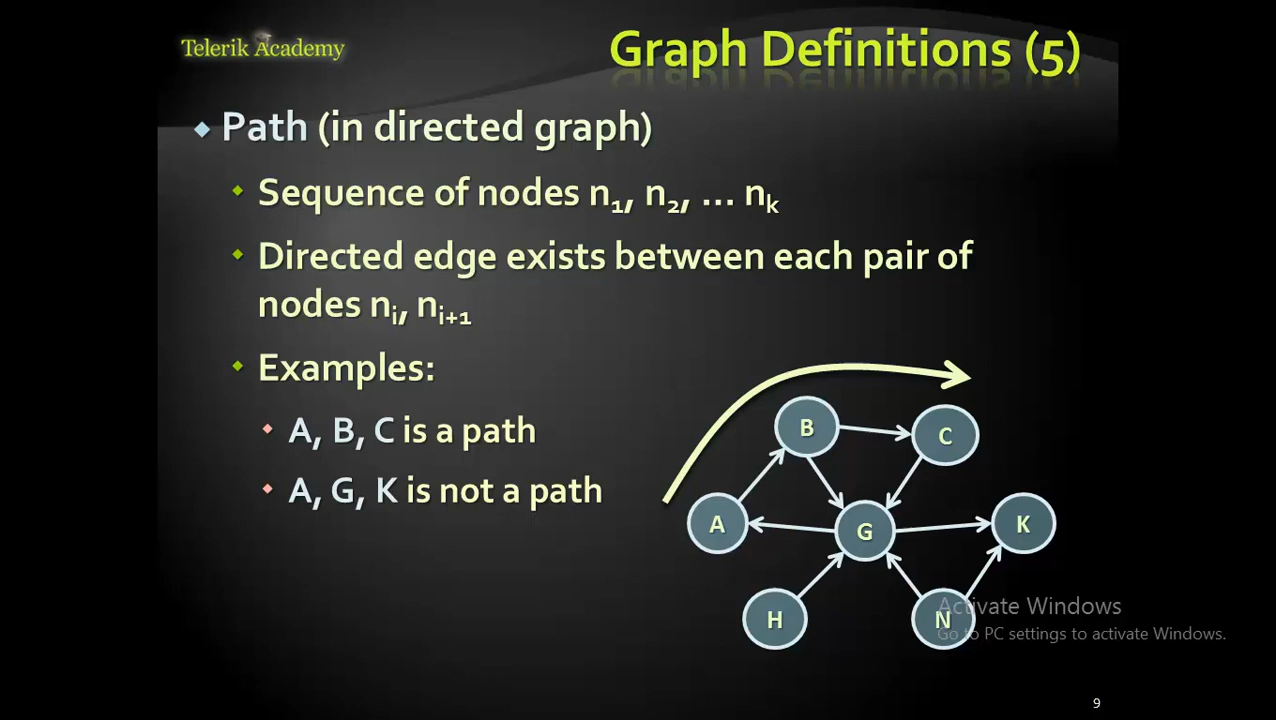 Telerik Academy
Graph Definitions (5)
Path (in directed graph)
Sequence of nodes n1, n2, … nk
Directed edge exists between each pair of
nodes ni, ni+1
Examples:
A, B, C is a path
A, G, K is not a path
B
C
A
G
K
H
N
Activate Windows
Go to PC settings to activate Windows.
9